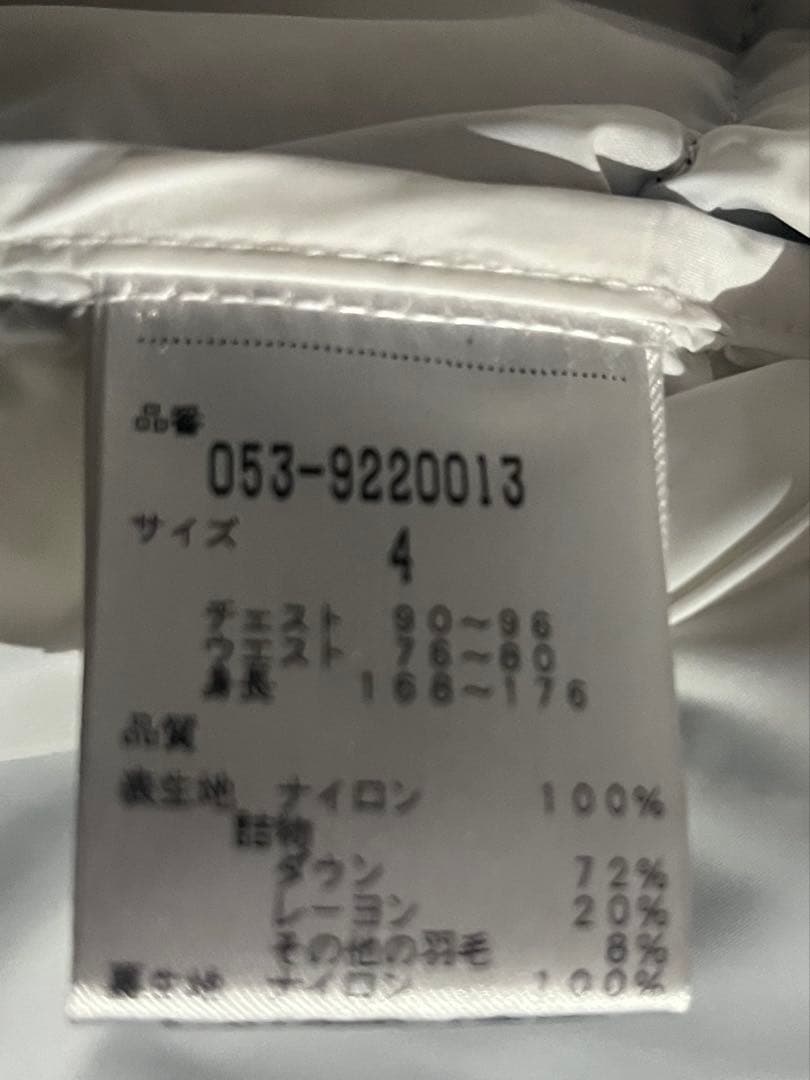 品番
053-9220013
サイズ
4
チェスト 90～96
ウエスト 76～80
身長 168～176
品質
表生地 ナイロン 100%
詰物
ダウン 72%
レーヨン 20%
その他の羽毛 8%
裏生地 ナイロン 100%